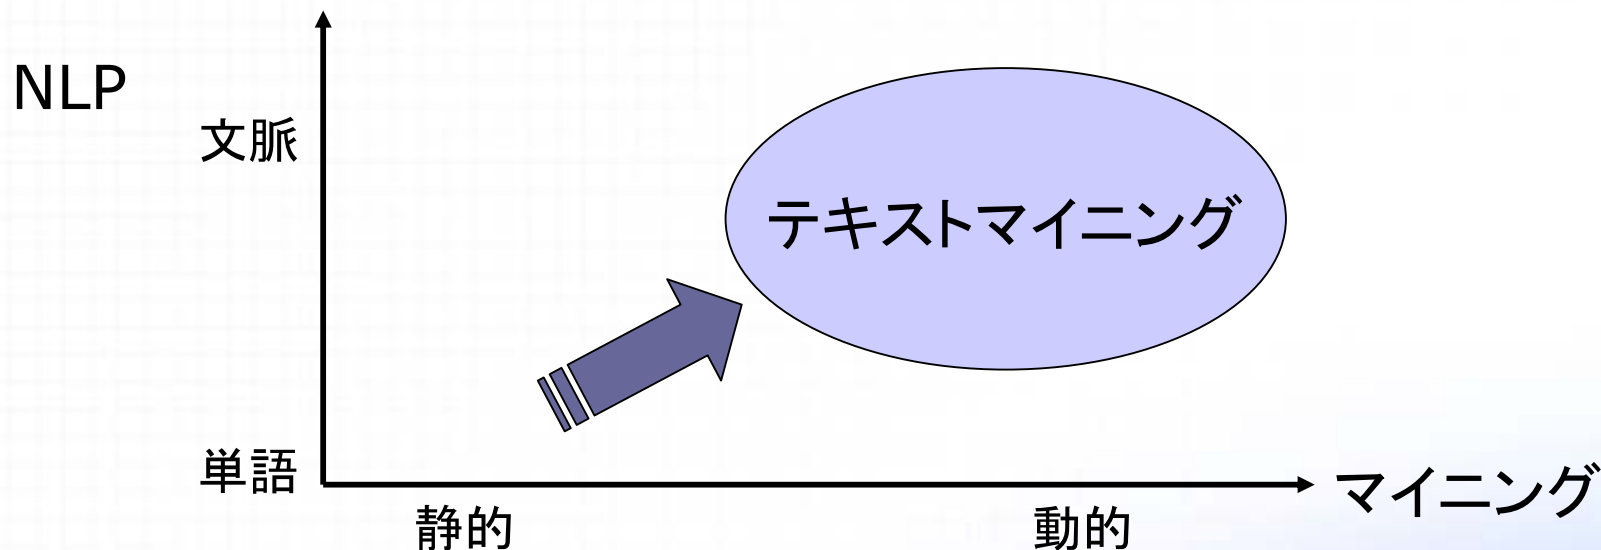 NLP
文脈
テキストマイニング
単語
マイニング
静的
動的